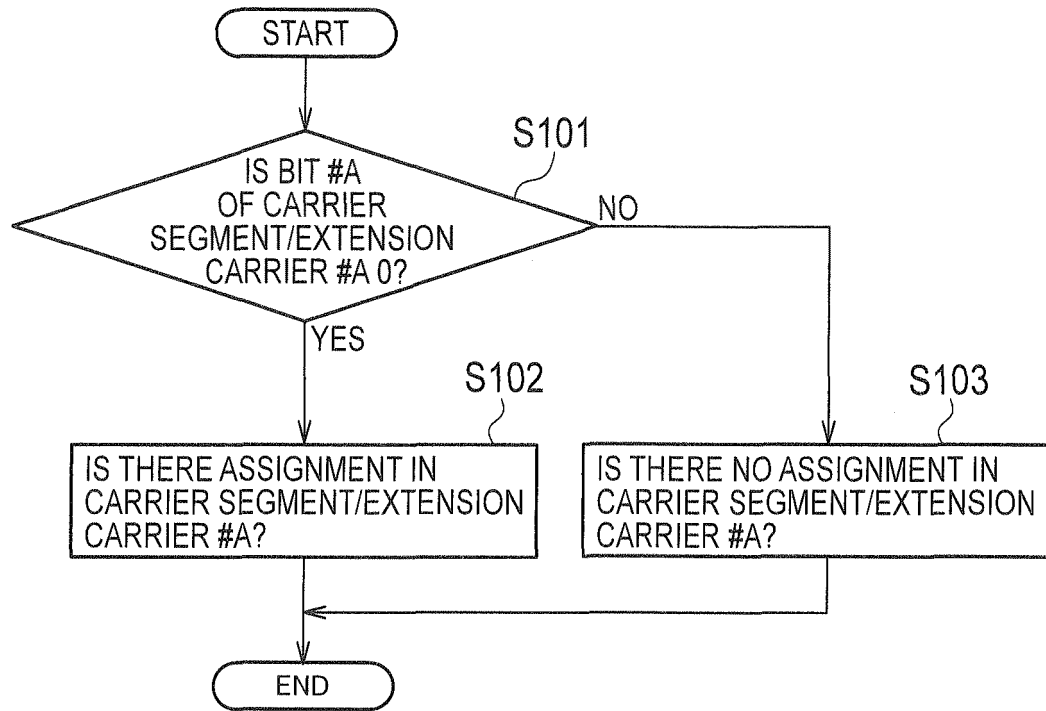 START
S101
IS BIT #A
OF CARRIER
SEGMENT/EXTENSION
CARRIER #A 0?
NO
YES
S102
IS THERE ASSIGNMENT IN
CARRIER SEGMENT/EXTENSION
CARRIER #A?
S103
IS THERE NO ASSIGNMENT IN
CARRIER SEGMENT/EXTENSION
CARRIER #A?
END